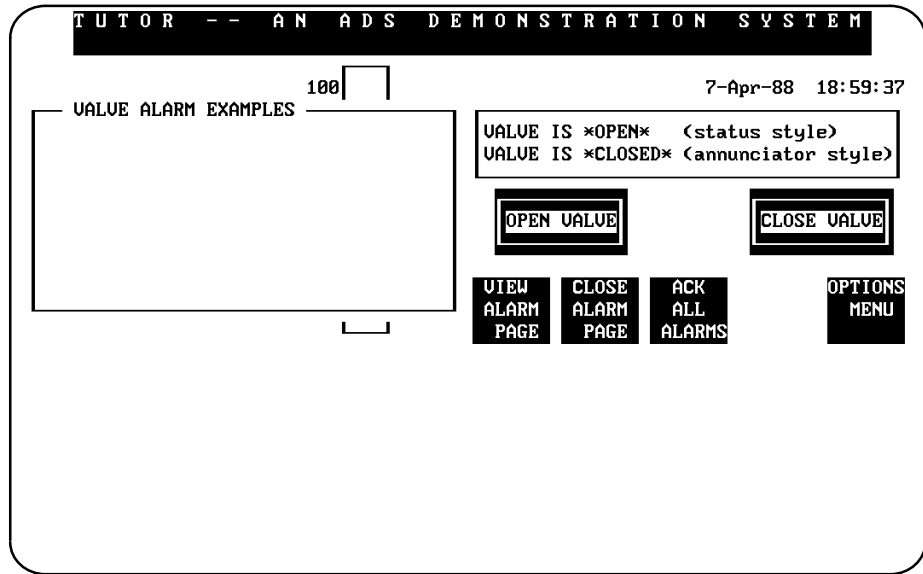 TUTOR -- AN ADS DEMONSTRATION SYSTEM
100
7-Apr-88 18:59:37
VALVE ALARM EXAMPLES
VALVE IS *OPEN* (status style)
VALVE IS *CLOSED* (annunciator style)
OPEN VALVE
CLOSE VALVE
VIEW ALARM PAGE
CLOSE ALARM PAGE
ACK ALL ALARMS
OPTIONS MENU